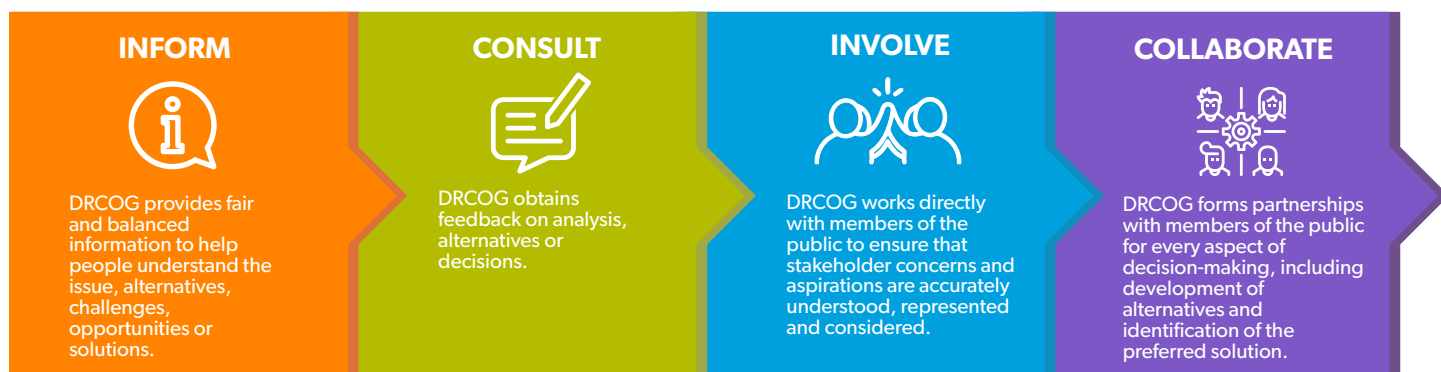 INFORM
DRCOG provides fair
and balanced
information to help
people understand the
issue, alternatives,
challenges,
opportunities or
solutions.
CONSULT
DRCOG obtains
feedback on analysis,
alternatives or
decisions.
INVOLVE
DRCOG works directly
with members of the
public to ensure that
stakeholder concerns and
aspirations are accurately
understood, represented
and considered.
COLLABORATE
DRCOG forms partnerships
with members of the public
for every aspect of
decision-making, including
development of
alternatives and
identification of the
preferred solution.